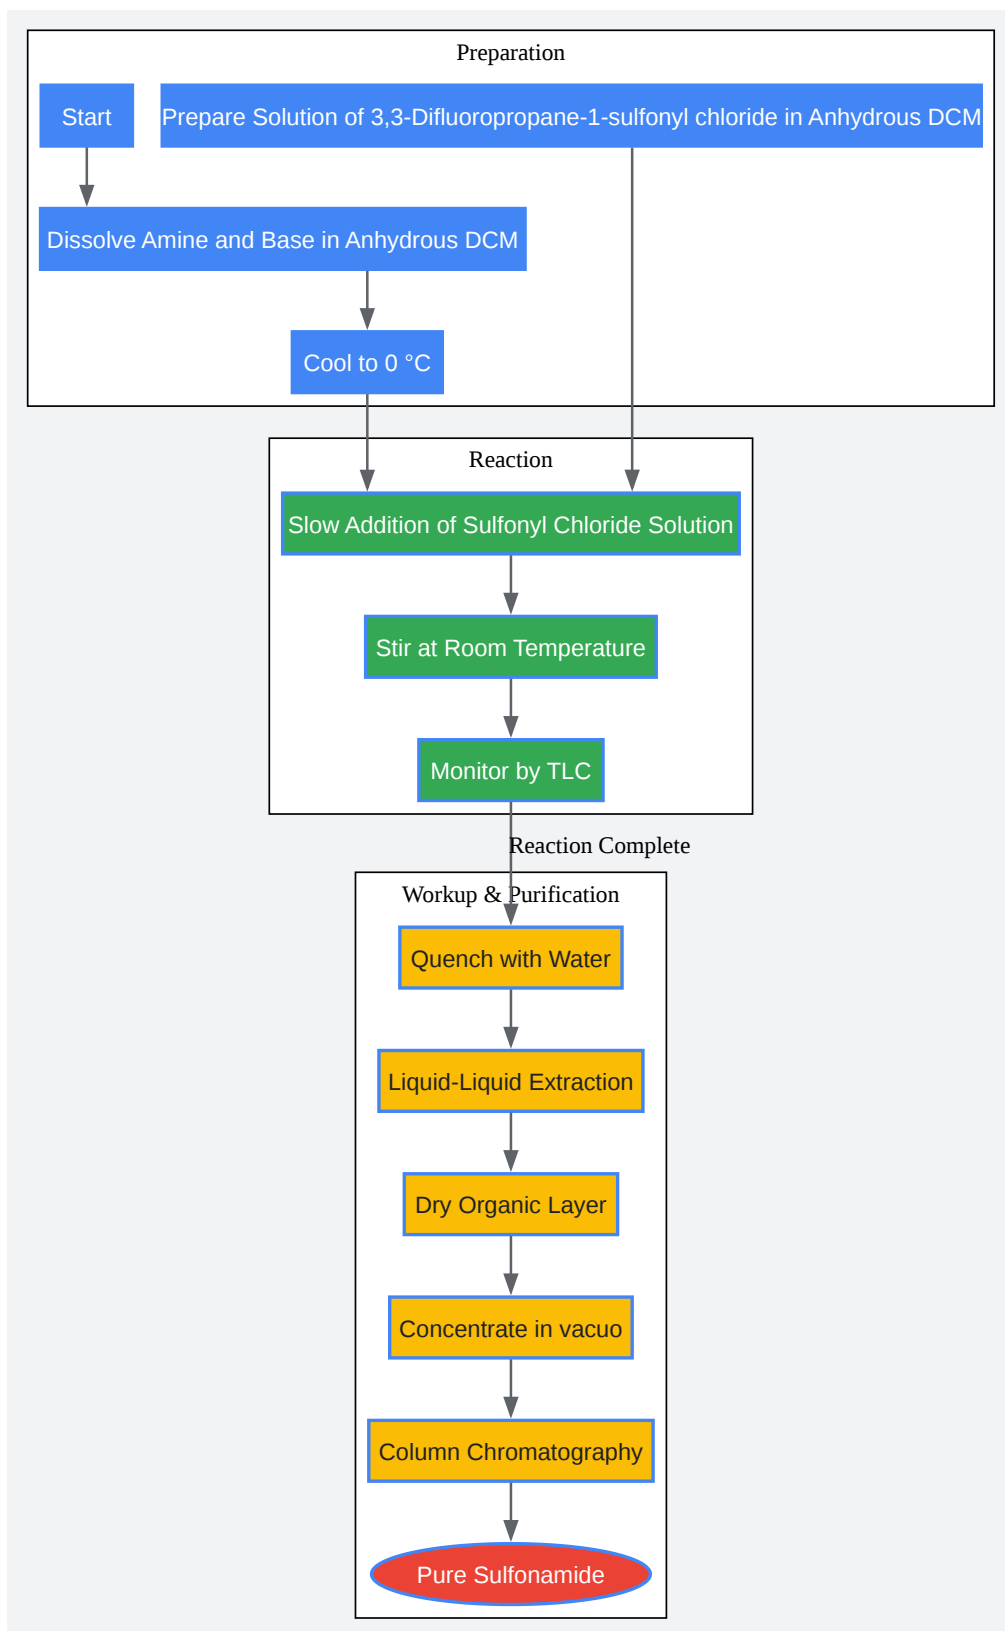 Preparation
Start
Prepare Solution of 3,3-Difluoropropane-1-sulfonyl chloride in Anhydrous DCM
Dissolve Amine and Base in Anhydrous DCM
Cool to 0 °C
Reaction
Slow Addition of Sulfonyl Chloride Solution
Stir at Room Temperature
Monitor by TLC
Reaction Complete
Workup & Purification
Quench with Water
Liquid-Liquid Extraction
Dry Organic Layer
Concentrate in vacuo
Column Chromatography
Pure Sulfonamide